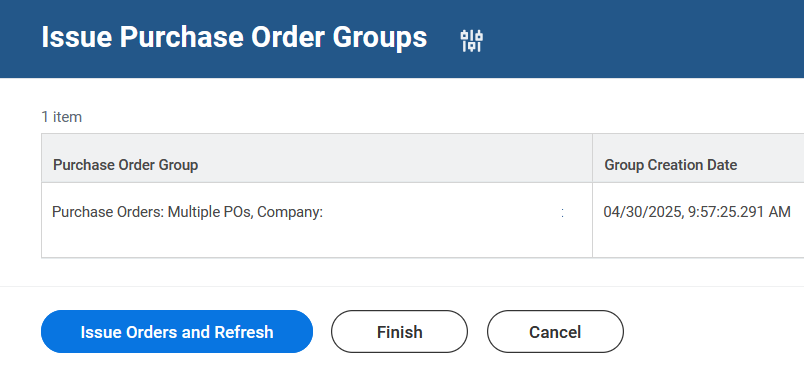 Issue Purchase Order Groups
1 item
Purchase Order Group
Group Creation Date
Purchase Orders: Multiple POs, Company: :
04/30/2025, 9:57:25.291 AM
Issue Orders and Refresh
Finish
Cancel